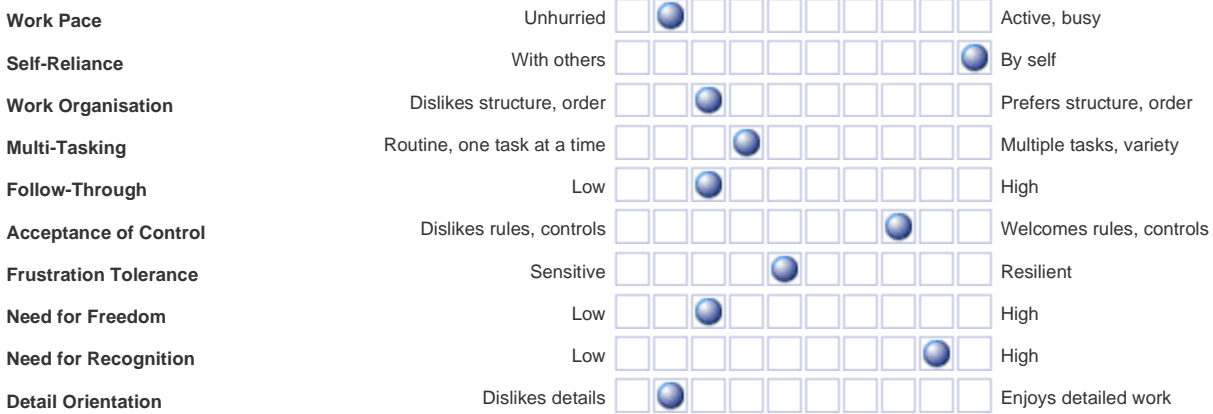 Work Pace Unhurried Active, busy
Self-Reliance With others By self
Work Organisation Dislikes structure, order Prefers structure, order
Multi-Tasking Routine, one task at a time Multiple tasks, variety
Follow-Through Low High
Acceptance of Control Dislikes rules, controls Welcomes rules, controls
Frustration Tolerance Sensitive Resilient
Need for Freedom Low High
Need for Recognition Low High
Detail Orientation Dislikes details Enjoys detailed work